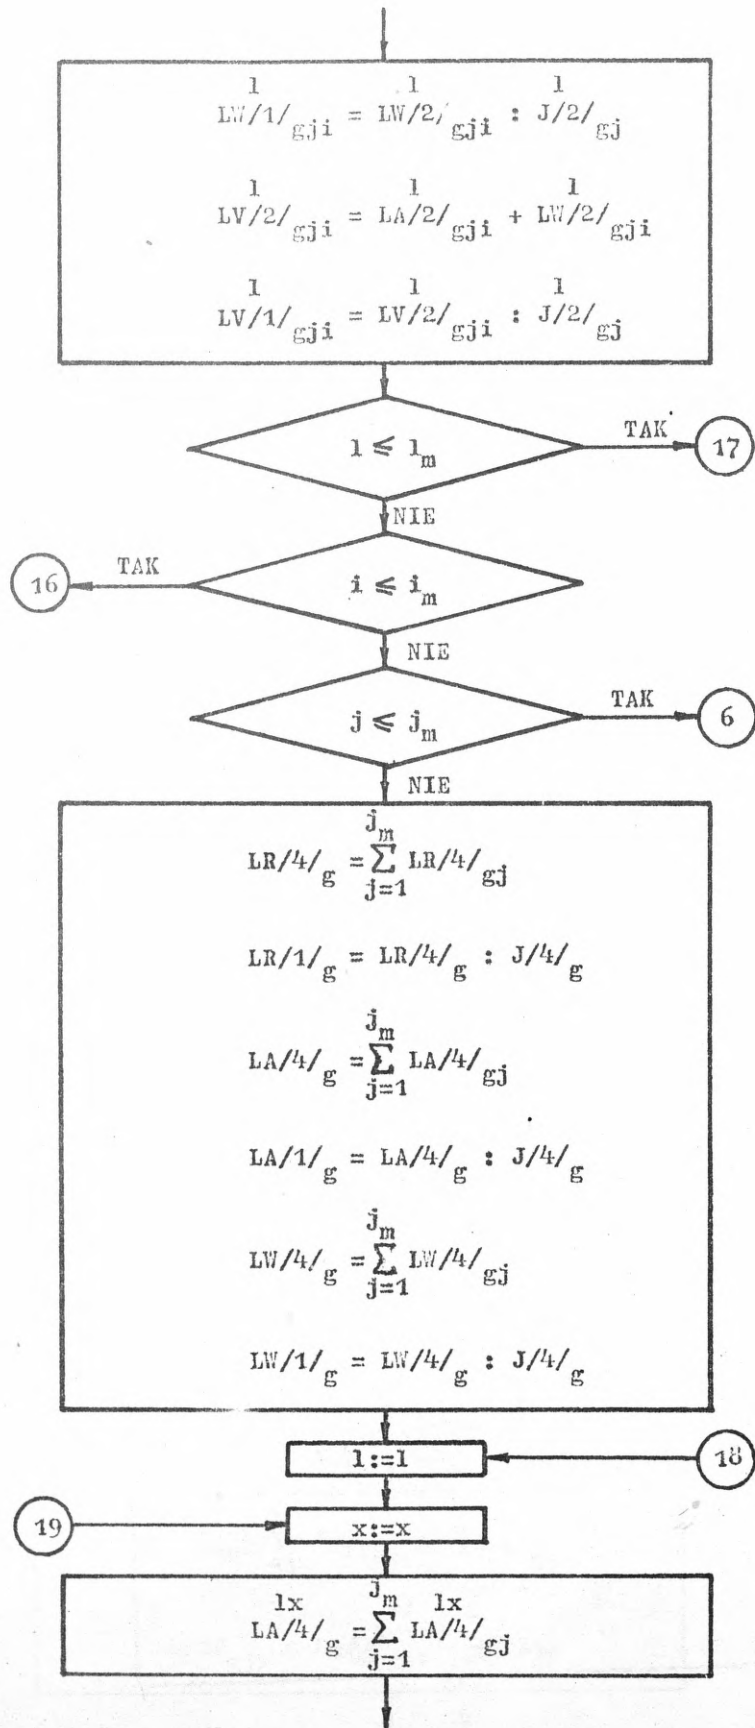 l l l
LW/1/gji = LW/2/gji : J/2/gj
l l l
LV/2/gji = LA/2/gji + LW/2/gji
l l l
LV/1/gji = LV/2/gji : J/2/gj
l ≤ lm
TAK
17
NIE
16
TAK
i ≤ im
NIE
j ≤ jm
TAK
6
NIE
jm
LR/4/g = ∑ LR/4/gj
j=1
LR/1/g = LR/4/g : J/4/g
jm
LA/4/g = ∑ LA/4/gj
j=1
LA/1/g = LA/4/g : J/4/g
jm
LW/4/g = ∑ LW/4/gj
j=1
LW/1/g = LW/4/g : J/4/g
l:=l
18
19
x:=x
lx jm lx
LA/4/g = ∑ LA/4/gj
j=1